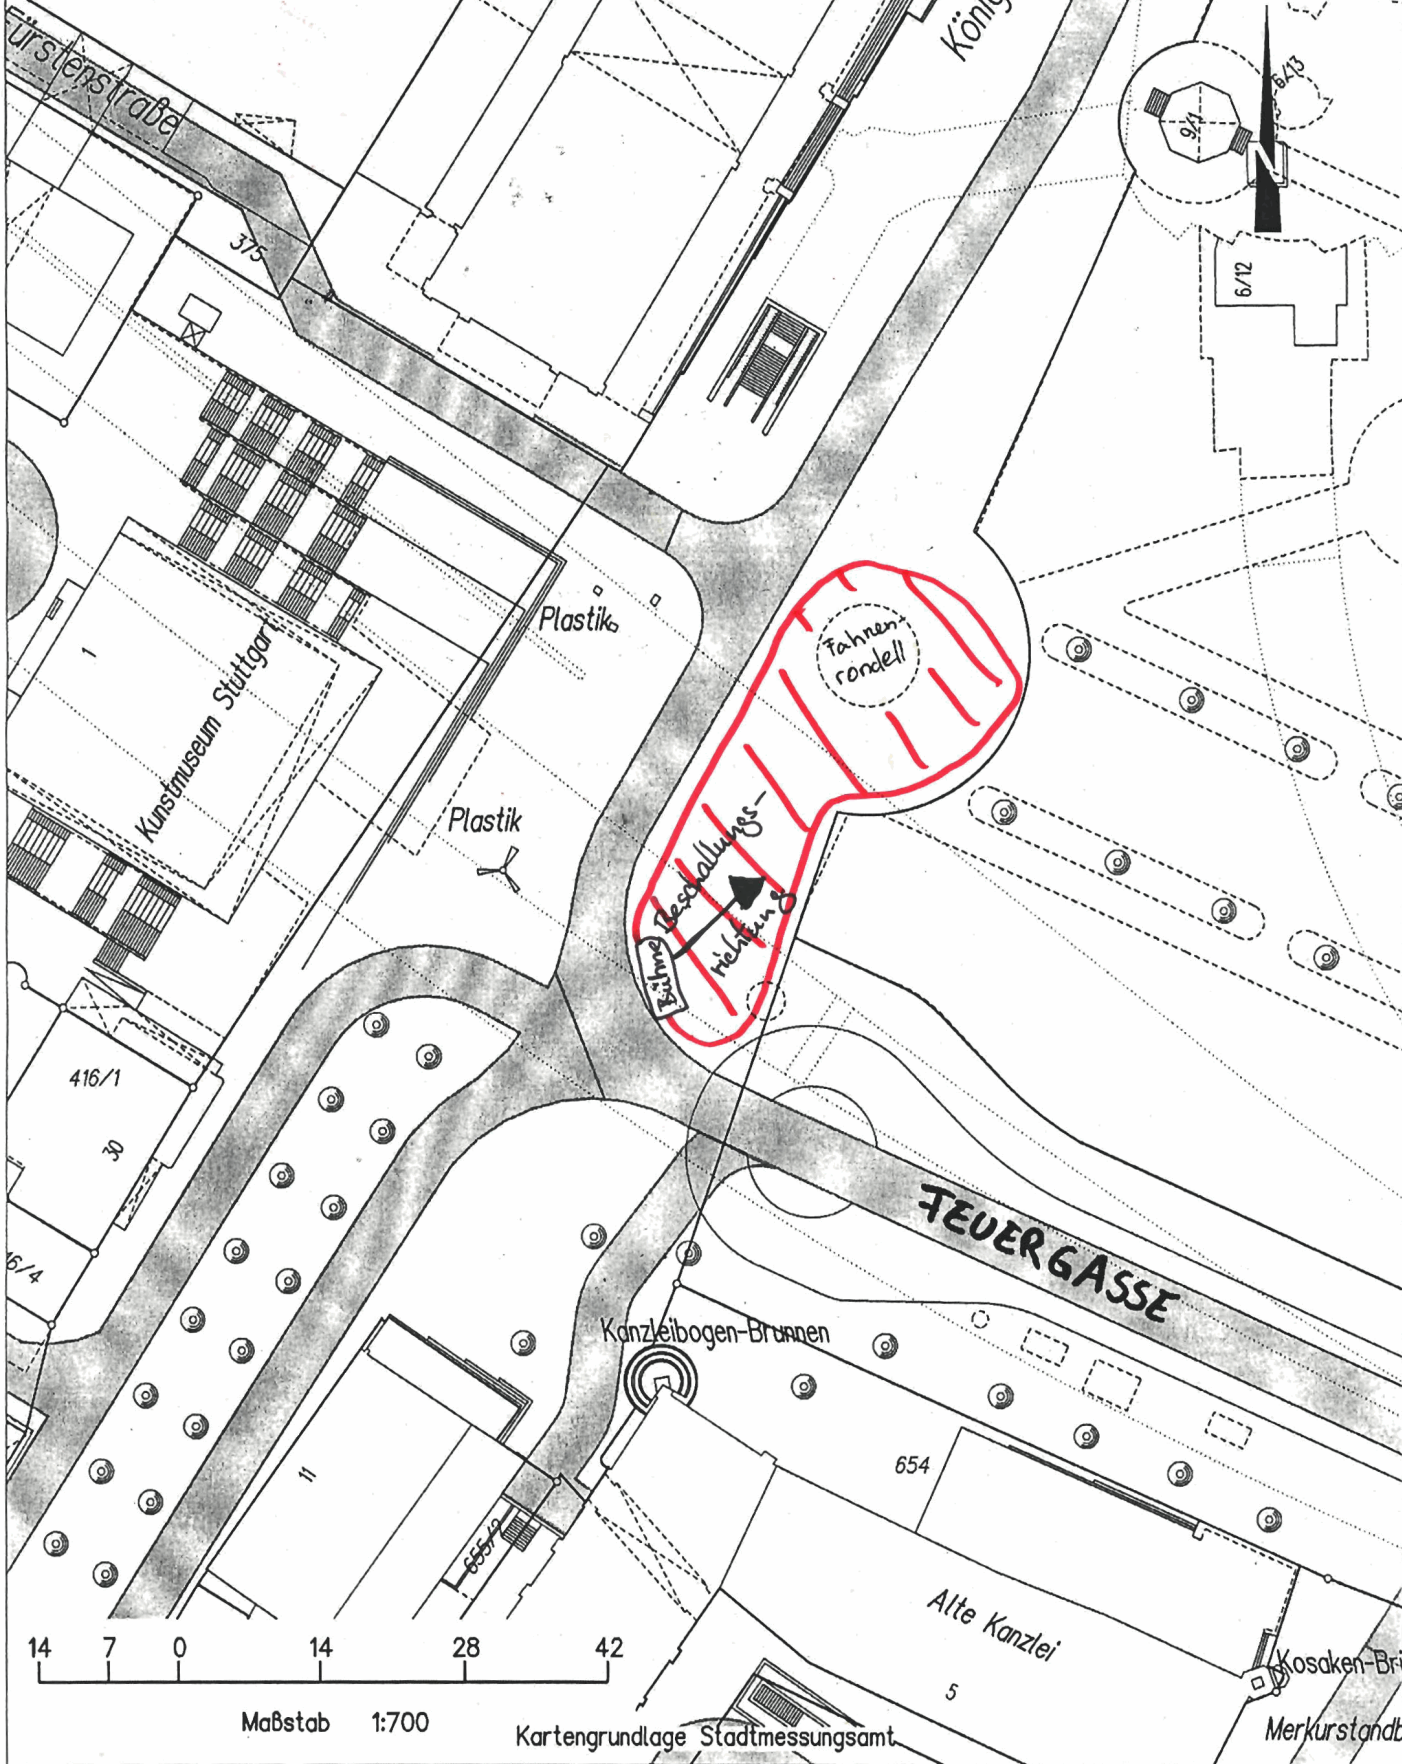 Fürstenstraße
König
6/13
9/1
N
6/12
375
Plastik
Fahnen-
rondell
1
Kunstmuseum Stuttgart
Plastik
Beschallungs-
richtung
Bühne
416/1
30
16/4
FEUERGASSE
Kanzleibogen-Brunnen
11
655/2
654
Alte Kanzlei
5
Kosaken-Br
Merkurstandb
14 7 0 14 28 42
Maßstab 1:700
Kartengrundlage Stadtmessungsamt